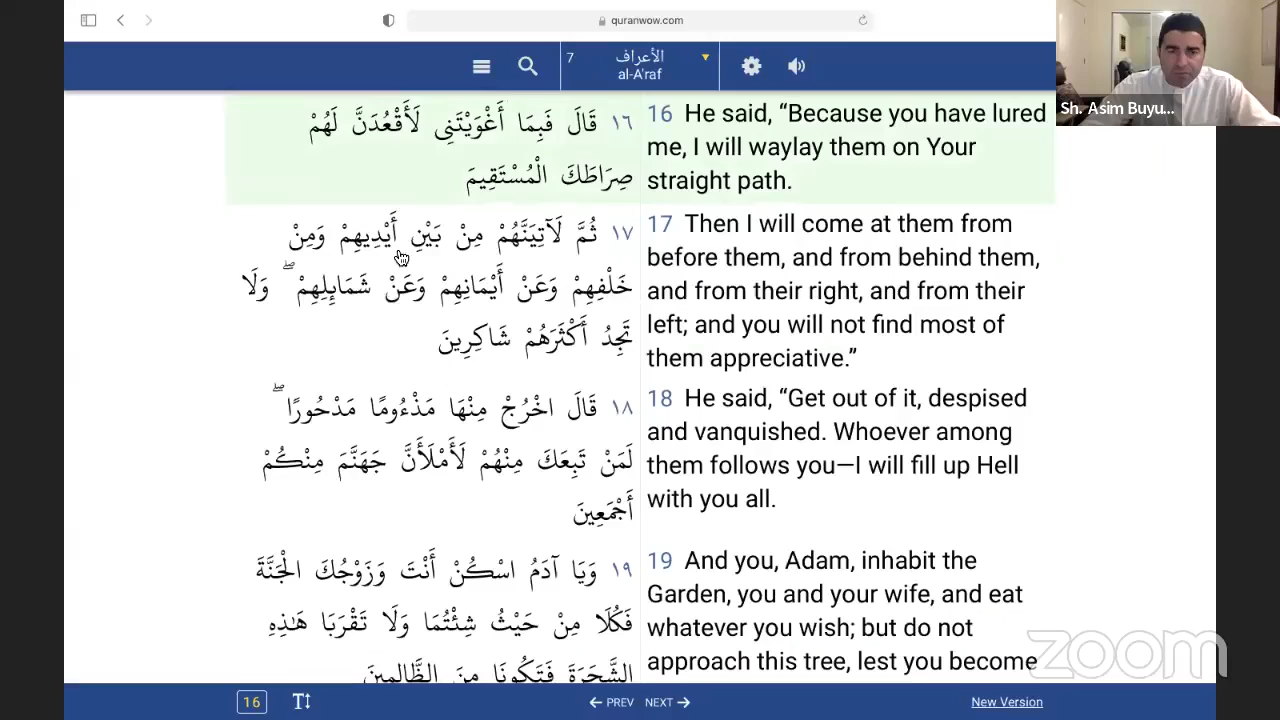 quranwow.com
7
الأعراف
al-A'raf
Sh. Asim Buyu...
١٦ قَالَ فَبِمَا أَغْوَيْتَنِى لَأَقْعُدَنَّ لَهُمْ
صِرَاطَكَ الْمُسْتَقِيمَ
16 He said, “Because you have lured
me, I will waylay them on Your
straight path.
١٧ ثُمَّ لَآتِيَنَّهُمْ مِنْ بَيْنِ أَيْدِيهِمْ وَمِنْ
خَلْفِهِمْ وَعَنْ أَيْمَانِهِمْ وَعَنْ شَمَائِلِهِمْ ۖ وَلَا
تَجِدُ أَكْثَرَهُمْ شَاكِرِينَ
17 Then I will come at them from
before them, and from behind them,
and from their right, and from their
left; and you will not find most of
them appreciative.”
١٨ قَالَ اخْرُجْ مِنْهَا مَذْءُومًا مَدْحُورًا ۖ
لَمَنْ تَبِعَكَ مِنْهُمْ لَأَمْلَأَنَّ جَهَنَّمَ مِنْكُمْ
أَجْمَعِينَ
18 He said, “Get out of it, despised
and vanquished. Whoever among
them follows you—I will fill up Hell
with you all.
١٩ وَيَا آدَمُ اسْكُنْ أَنْتَ وَزَوْجُكَ الْجَنَّةَ
فَكُلَا مِنْ حَيْثُ شِئْتُمَا وَلَا تَقْرَبَا هَٰذِهِ
الشَّجَرَةَ فَتَكُونَا مِنَ الظَّالِمِينَ
19 And you, Adam, inhabit the
Garden, you and your wife, and eat
whatever you wish; but do not
approach this tree, lest you become
zoom
16
T
PREV NEXT
New Version